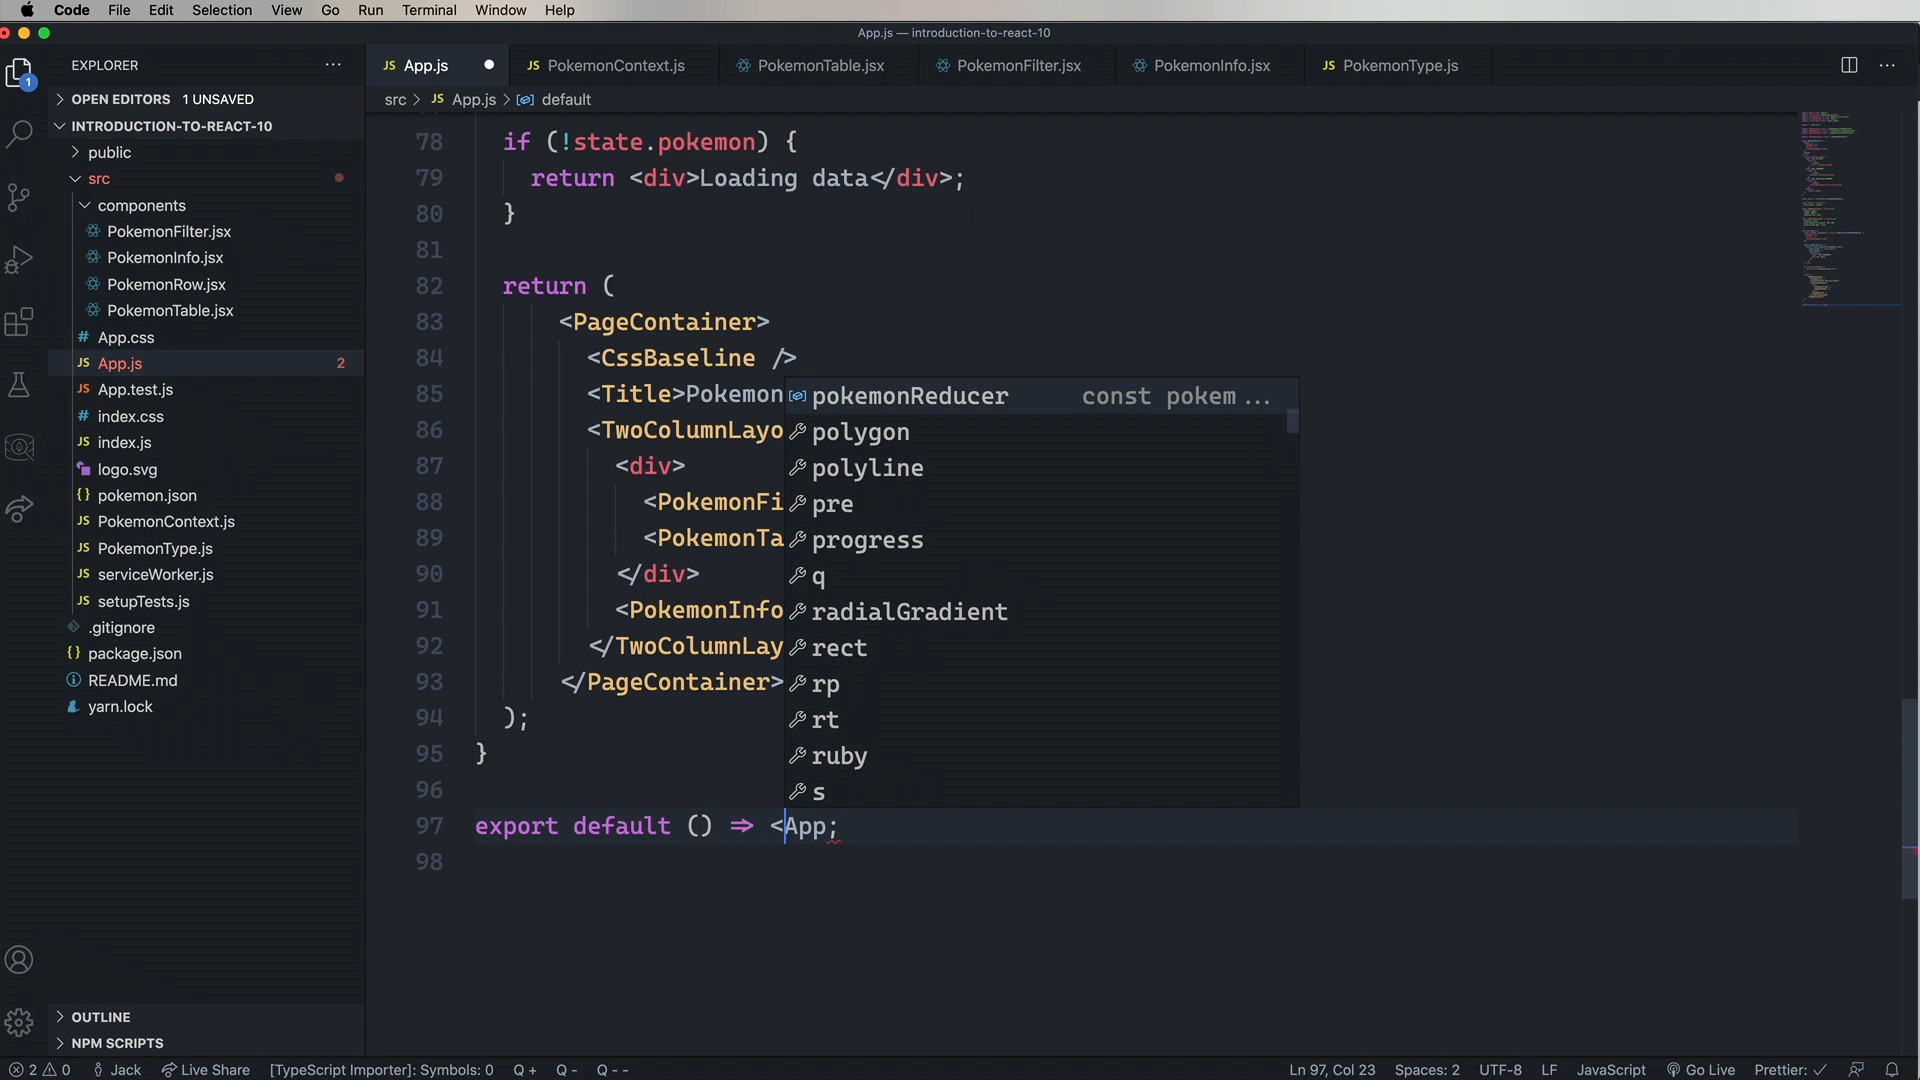 Code File Edit Selection View Go Run Terminal Window Help
App.js — introduction-to-react-10
EXPLORER ···
OPEN EDITORS 1 UNSAVED
INTRODUCTION-TO-REACT-10
public
src
components
PokemonFilter.jsx
PokemonInfo.jsx
PokemonRow.jsx
PokemonTable.jsx
# App.css
JS App.js 2
JS App.test.js
# index.css
JS index.js
logo.svg
{} pokemon.json
JS PokemonContext.js
JS PokemonType.js
JS serviceWorker.js
JS setupTests.js
.gitignore
{} package.json
README.md
yarn.lock
OUTLINE
NPM SCRIPTS
1
JS App.js JS PokemonContext.js PokemonTable.jsx PokemonFilter.jsx PokemonInfo.jsx JS PokemonType.js ···
src > JS App.js > default
78 if (!state.pokemon) {
79 return <div>Loading data</div>;
80 }
81
82 return (
83 <PageContainer>
84 <CssBaseline />
85 <Title>Pokemon
86 <TwoColumnLayo
87 <div>
88 <PokemonFi
89 <PokemonTa
90 </div>
91 <PokemonInfo
92 </TwoColumnLay
93 </PageContainer>
94 );
95 }
96
97 export default () => <App;
98
pokemonReducer const pokem...
polygon
polyline
pre
progress
q
radialGradient
rect
rp
rt
ruby
s
2 0 Jack Live Share [TypeScript Importer]: Symbols: 0 Q + Q - Q - - Ln 97, Col 23 Spaces: 2 UTF-8 LF JavaScript Go Live Prettier: ✓